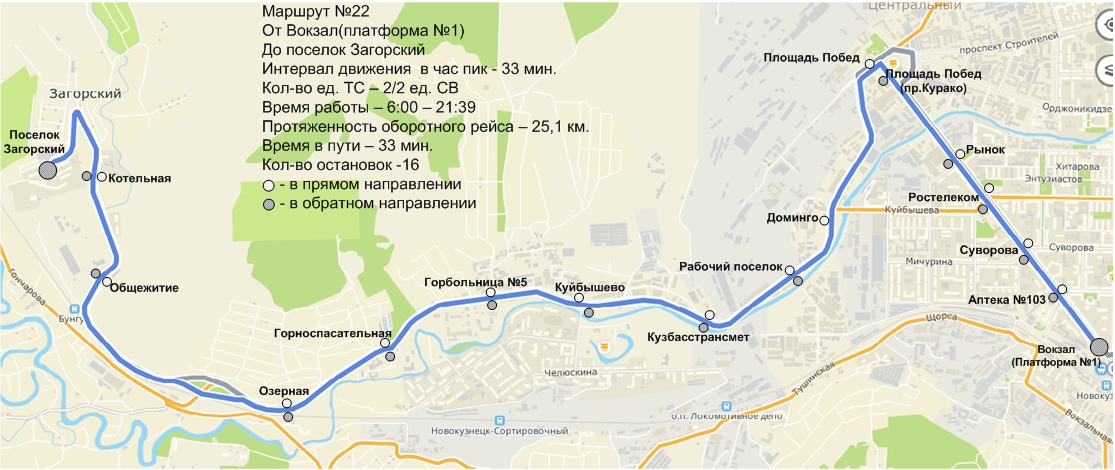 Маршрут №22
От Вокзал(платформа №1)
До поселок Загорский
Интервал движения в час пик - 33 мин.
Кол-во ед. ТС – 2/2 ед. СВ
Время работы – 6:00 – 21:39
Протяженность оборотного рейса – 25,1 км.
Время в пути – 33 мин.
Кол-во остановок -16
- в прямом направлении
- в обратном направлении
Центральный
проспект Строителей
Площадь Побед
Площадь Побед
(пр.Курако)
Орджоникидзе
Загорский
Поселок
Загорский
Котельная
Рынок
Хитарова
Энтузиастов
Ростелеком
Куйбышева
Доминго
Суворова
Суворова
Мичурина
Рабочий поселок
Общежитие
Гончарова
Бунгу
Горбольница №5
Куйбышево
Аптека №103
Щорса
Горноспасательная
Кузбасстрансмет
Вокзал
(Платформа №1)
Челюскина
Тушинская
Озерная
Новокузнецк-Сортировочный
о.п. Локомотивное депо
Новокуз
Вокзальная